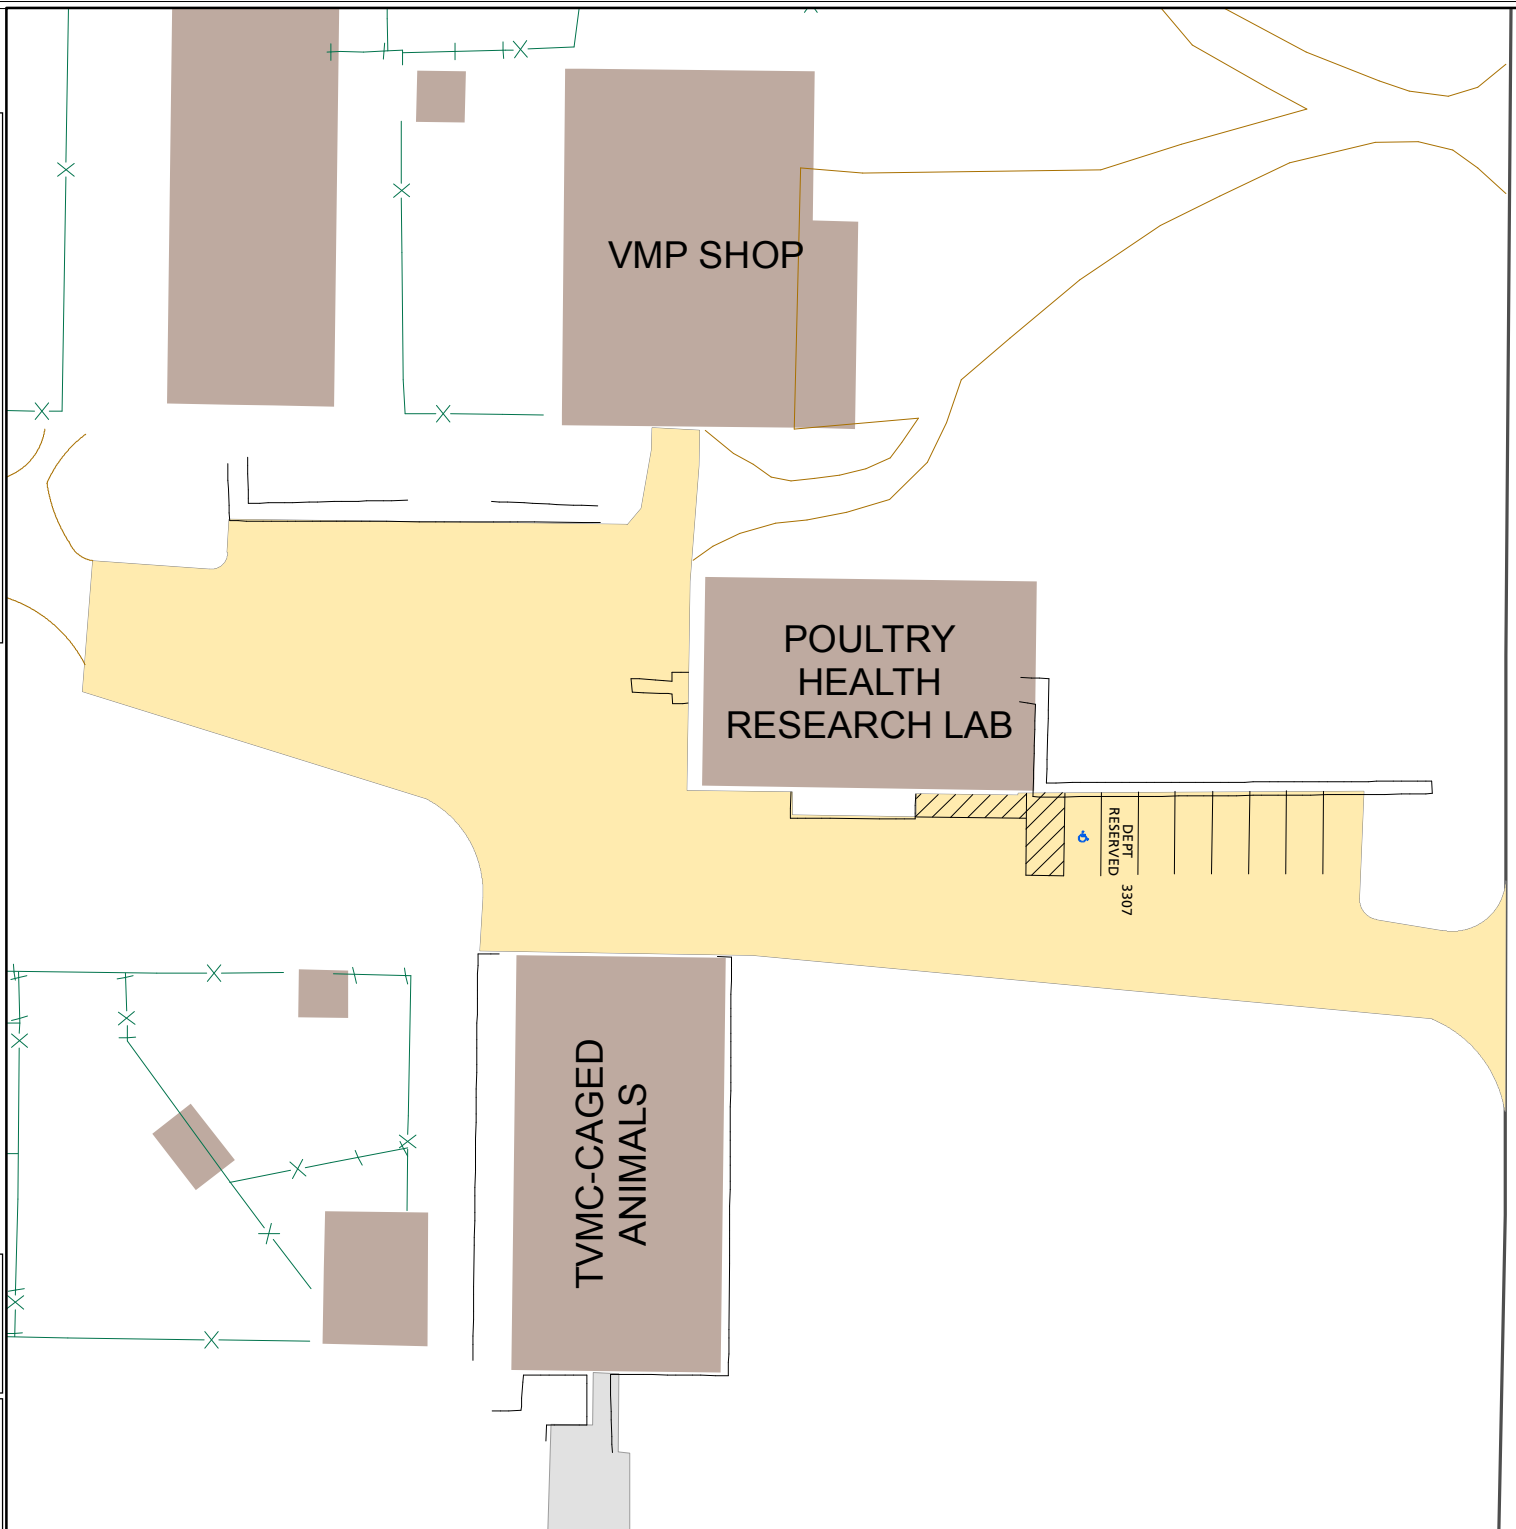 VMP SHOP
POULTRY
HEALTH
RESEARCH LAB
DEPT
RESERVED
3307
TVMC-CAGED
ANIMALS